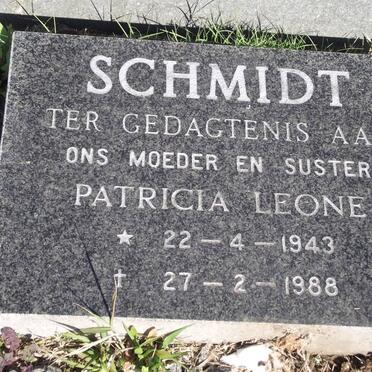 SCHMIDT
TER GEDAGTENIS AA
ONS MOEDER EN SUSTER
PATRICIA LEONE
★ 22 – 4 – 1943
† 27 – 2 – 1988